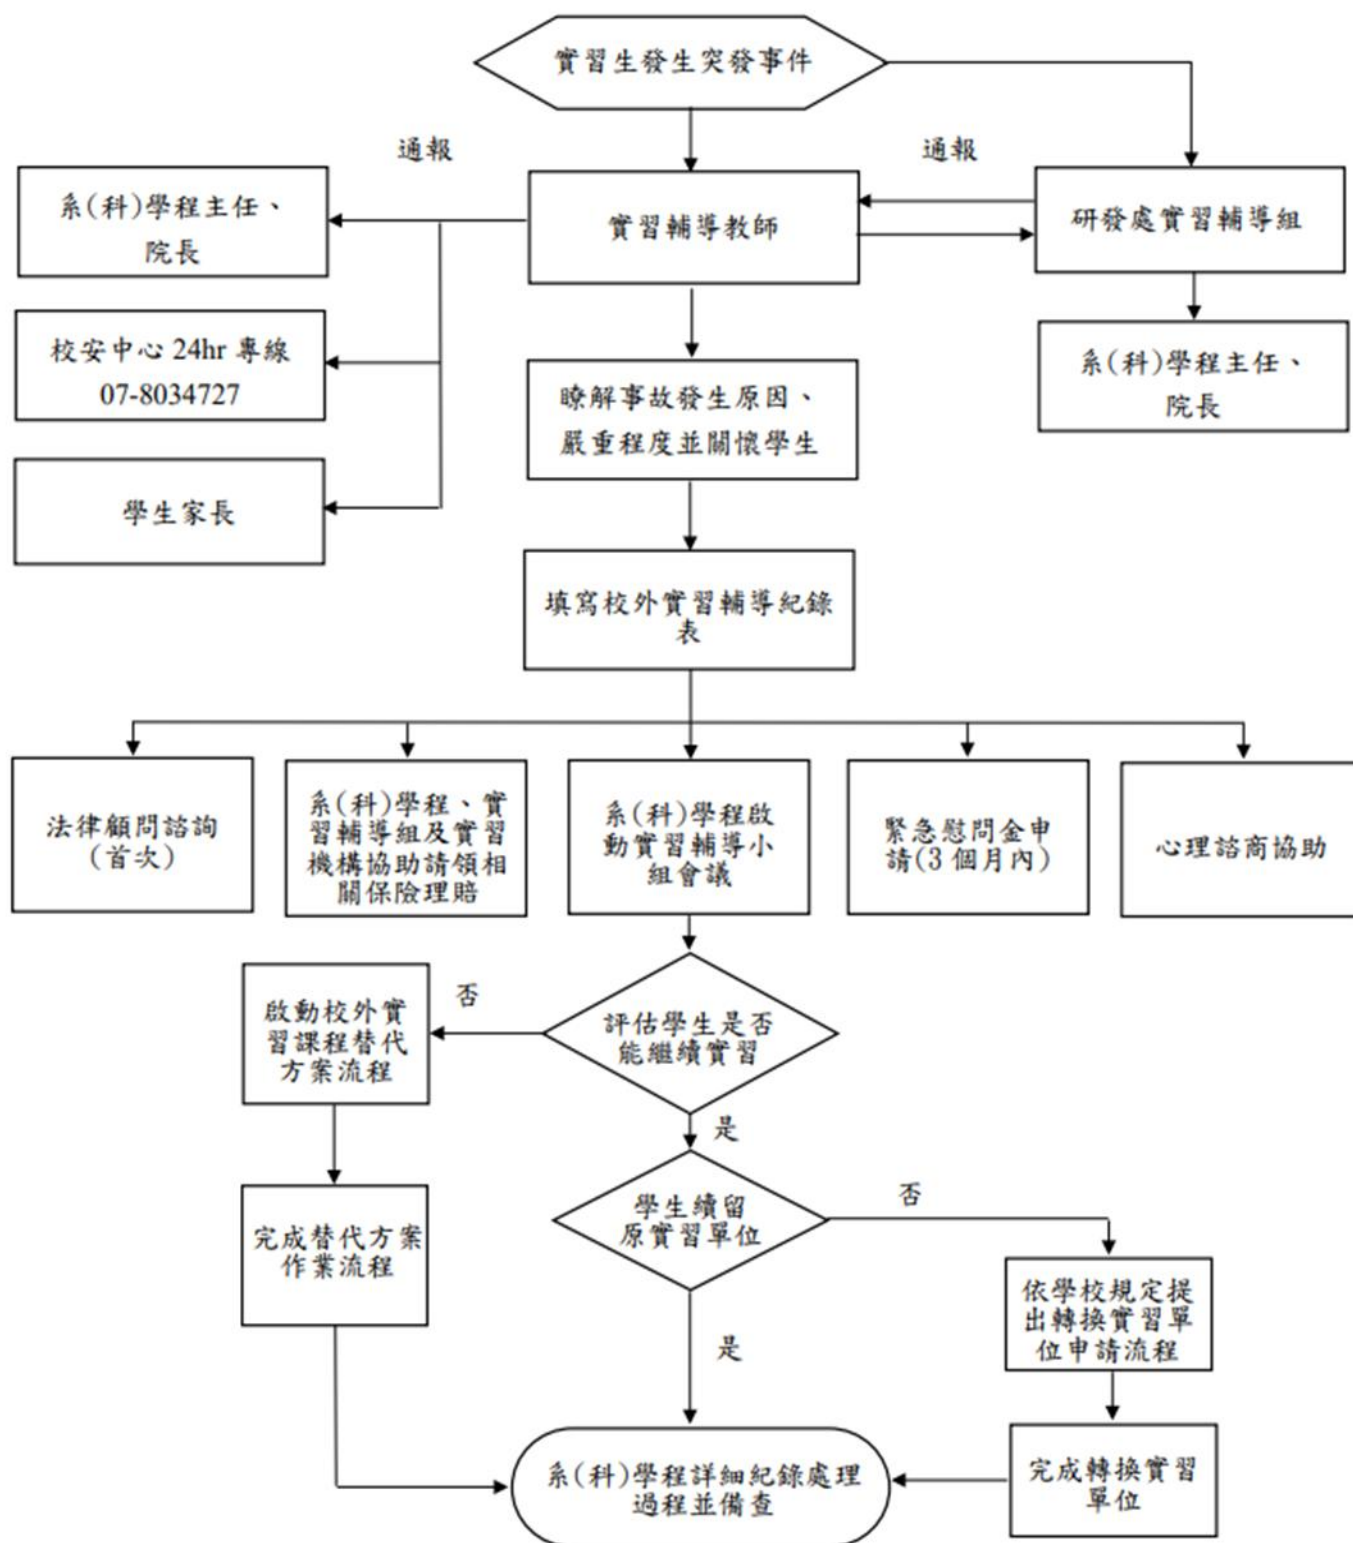 實習生發生突發事件
通報
通報
系(科)學程主任、
院長
實習輔導教師
研發處實習輔導組
校安中心 24hr 專線
07-8034727
瞭解事故發生原因、
嚴重程度並關懷學生
系(科)學程主任、
院長
學生家長
填寫校外實習輔導紀錄
表
法律顧問諮詢
(首次)
系(科)學程、實
習輔導組及實習
機構協助請領相
關保險理賠
系(科)學程啟
動實習輔導小
組會議
緊急慰問金申
請(3 個月內)
心理諮商協助
評估學生是否
能繼續實習
否
啟動校外實
習課程替代
方案流程
是
學生續留
原實習單位
否
完成替代方案
作業流程
依學校規定提
出轉換實習單
位申請流程
是
系(科)學程詳細紀錄處理
過程並備查
完成轉換實習
單位